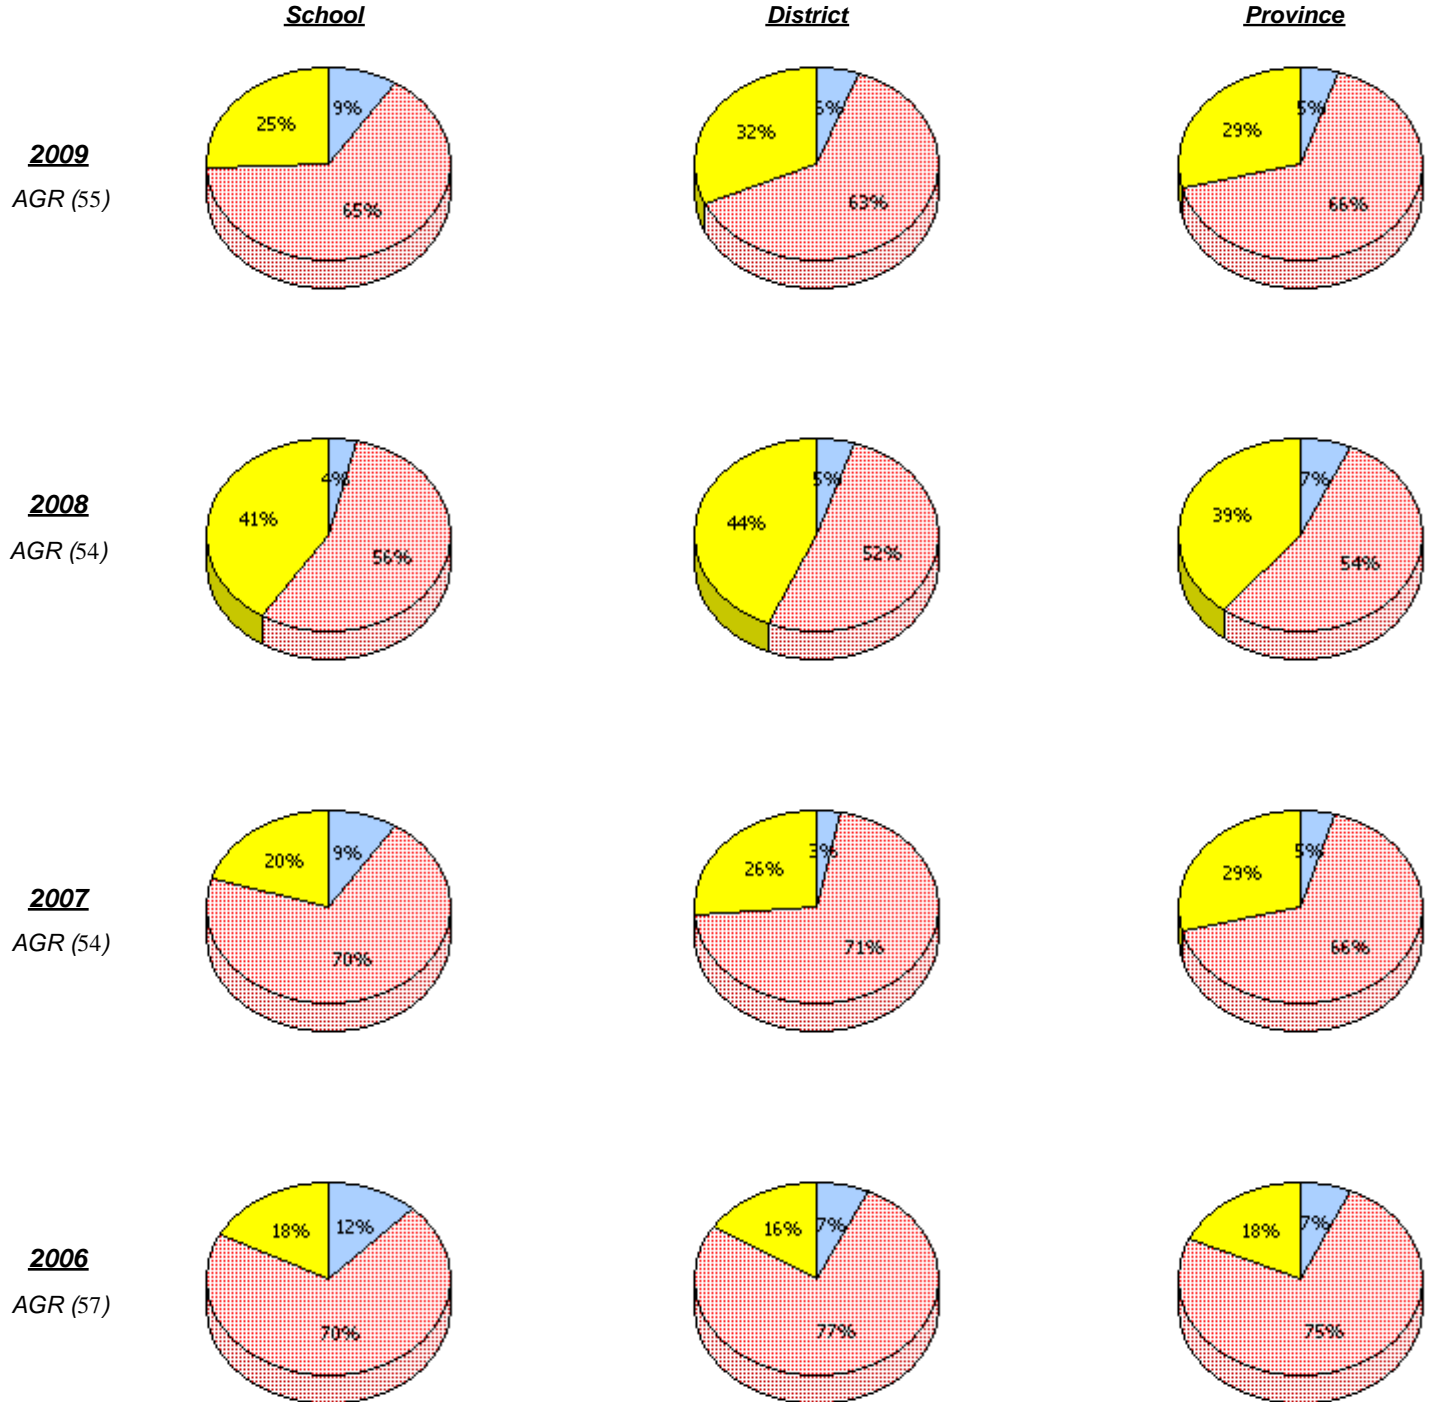 School District Province
25% 9% 32% 29% 5%
2009
AGR (55)
65% 63% 66%
4% 5% 7%
41% 44% 39%
2008
AGR (54)
56% 52% 54%
20% 9% 26% 3% 29% 5%
2007
AGR (54)
70% 71% 66%
18% 12% 16% 7% 18% 7%
2006
AGR (57)
70% 77% 75%